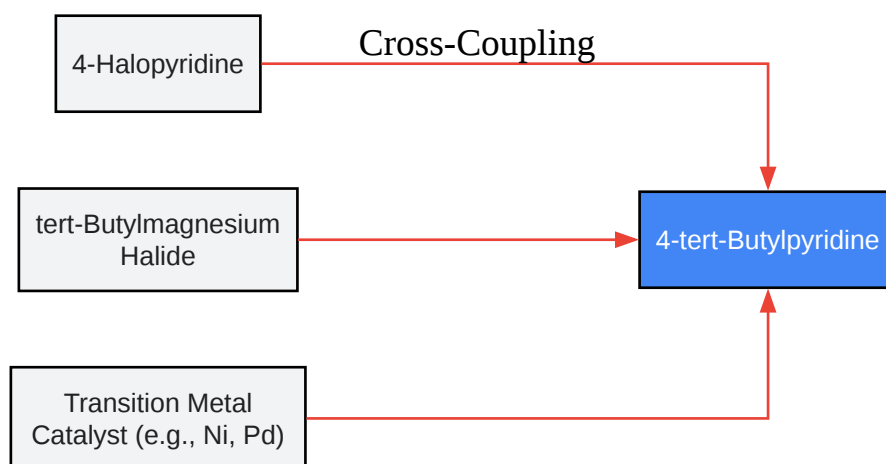 4-Halopyridine
Cross-Coupling
tert-Butylmagnesium
Halide
4-tert-Butylpyridine
Transition Metal
Catalyst (e.g., Ni, Pd)